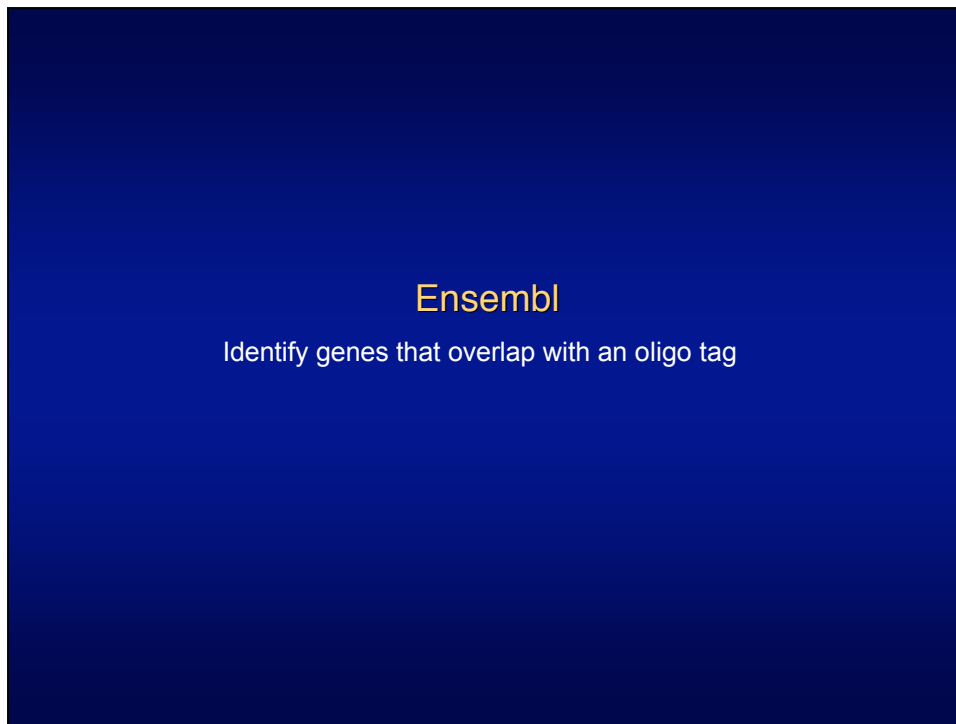 Ensembl
Identify genes that overlap with an oligo tag